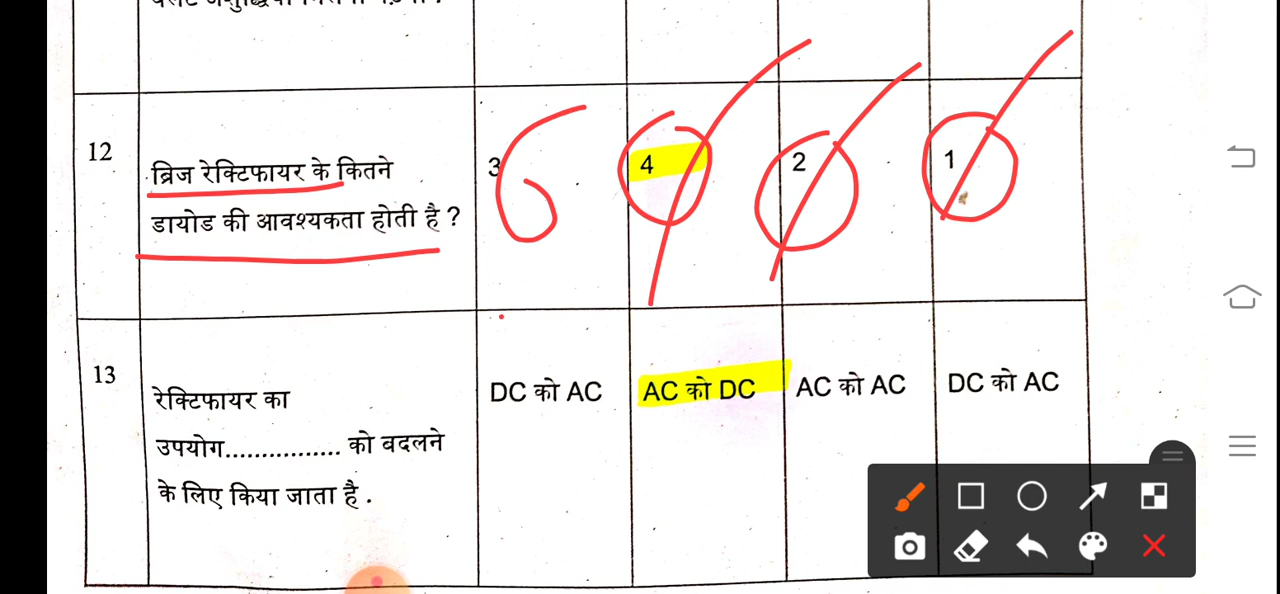 12
ब्रिज रेक्टिफायर के कितने
डायोड की आवश्यकता होती है ?
3
4
2
1
6
13
रेक्टिफायर का
उपयोग................ को बदलने
के लिए किया जाता है .
DC को AC
AC को DC
AC को AC
DC को AC